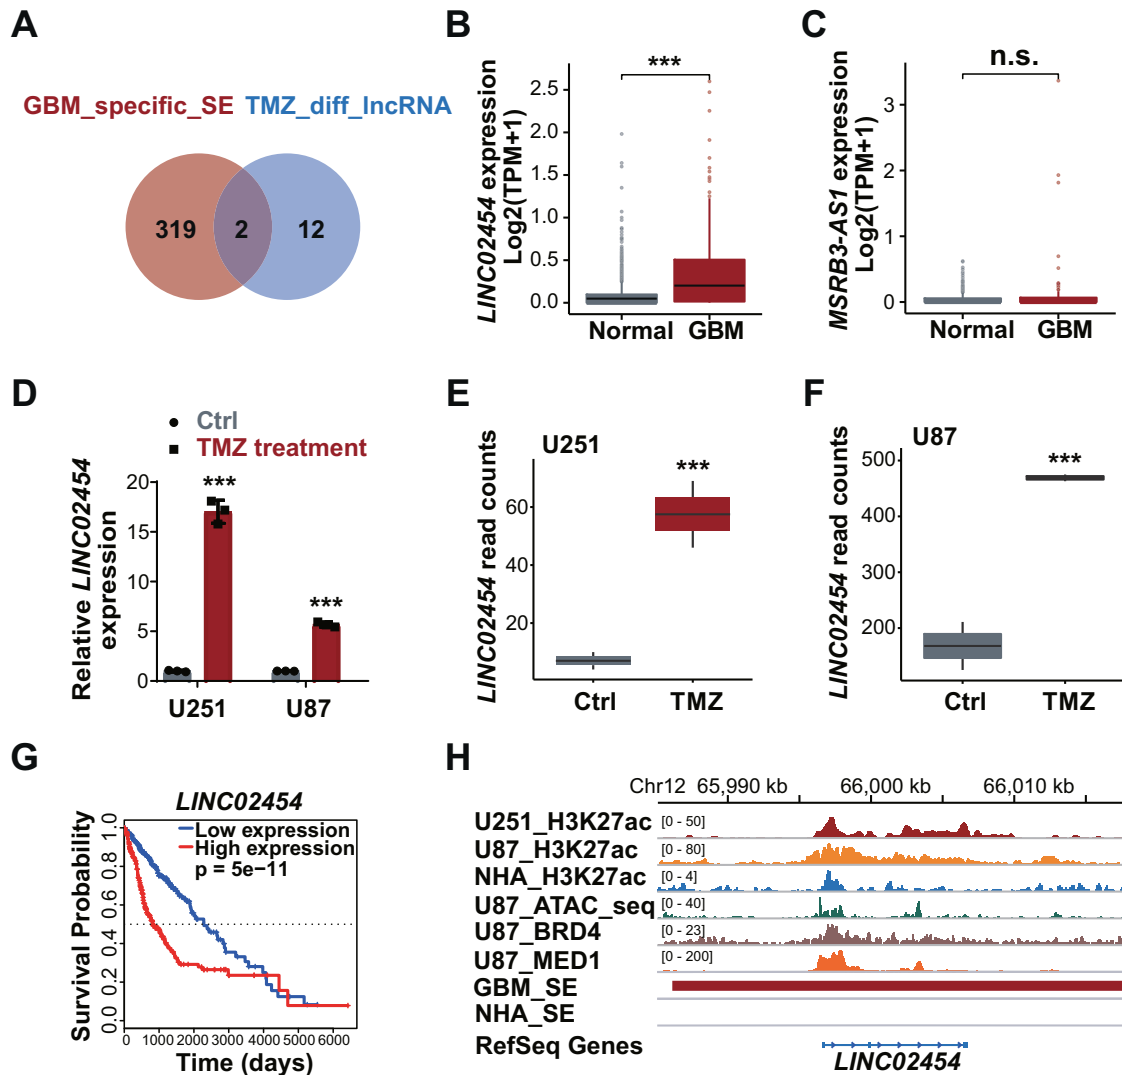 A
GBM_specific_SE TMZ_diff_lncRNA
319 2 12
B
LINC02454 expression
Log2(TPM+1)
***
2.5
2.0
1.5
1.0
0.5
0.0
Normal GBM
C
MSRB3-AS1 expression
Log2(TPM+1)
n.s.
3
2
1
0
Normal GBM
D
Ctrl
TMZ treatment
Relative LINC02454
expression
20
15
10
5
0
***
***
U251 U87
E
LINC02454 read counts
U251
***
60
40
20
Ctrl TMZ
F
LINC02454 read counts
U87
***
500
400
300
200
Ctrl TMZ
G
LINC02454
Survival Probability
1.0
0.8
0.6
0.4
0.2
0.0
Low expression
High expression
p = 5e−11
0 1000 2000 3000 4000 5000 6000
Time (days)
H
Chr12 65,990 kb 66,000 kb 66,010 kb
U251_H3K27ac [0 - 50]
U87_H3K27ac [0 - 80]
NHA_H3K27ac [0 - 4]
U87_ATAC_seq [0 - 40]
U87_BRD4 [0 - 23]
U87_MED1 [0 - 200]
GBM_SE
NHA_SE
RefSeq Genes
LINC02454